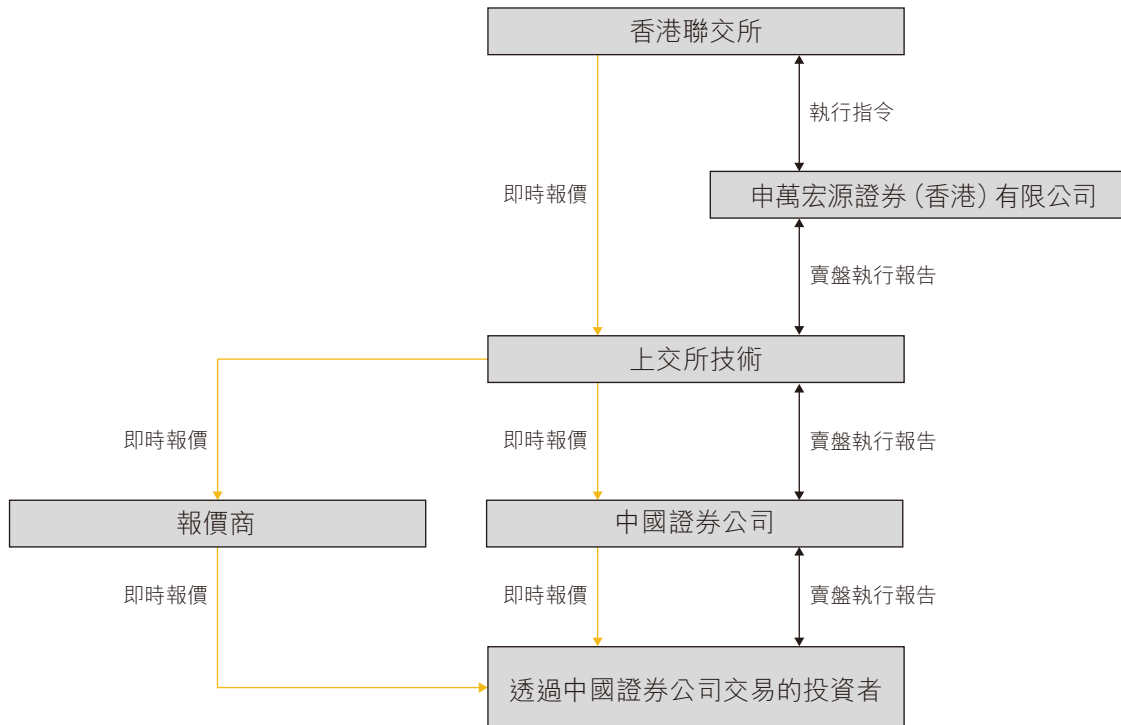 香港聯交所
執行指令
即時報價
申萬宏源證券（香港）有限公司
賣盤執行報告
上交所技術
即時報價
即時報價
賣盤執行報告
報價商
中國證券公司
即時報價
即時報價
賣盤執行報告
透過中國證券公司交易的投資者